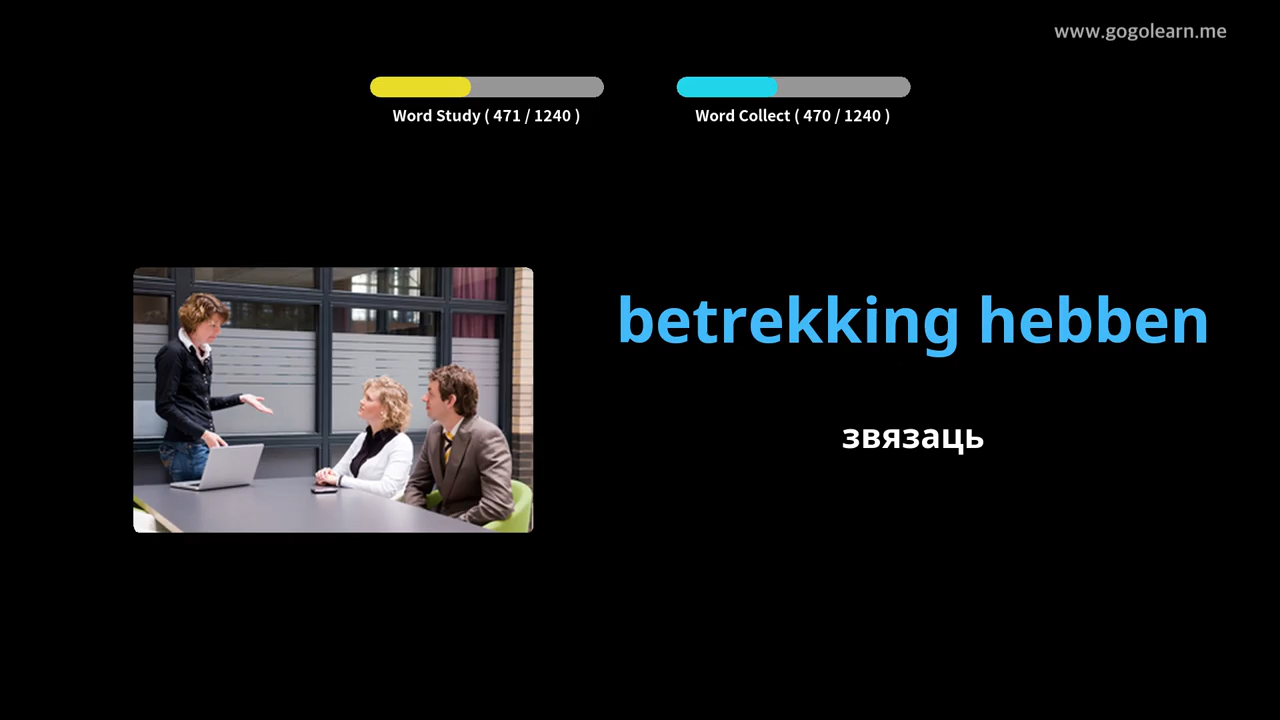 www.gogolearn.me
Word Study ( 471 / 1240 )
Word Collect ( 470 / 1240 )
betrekking hebben
звязаць